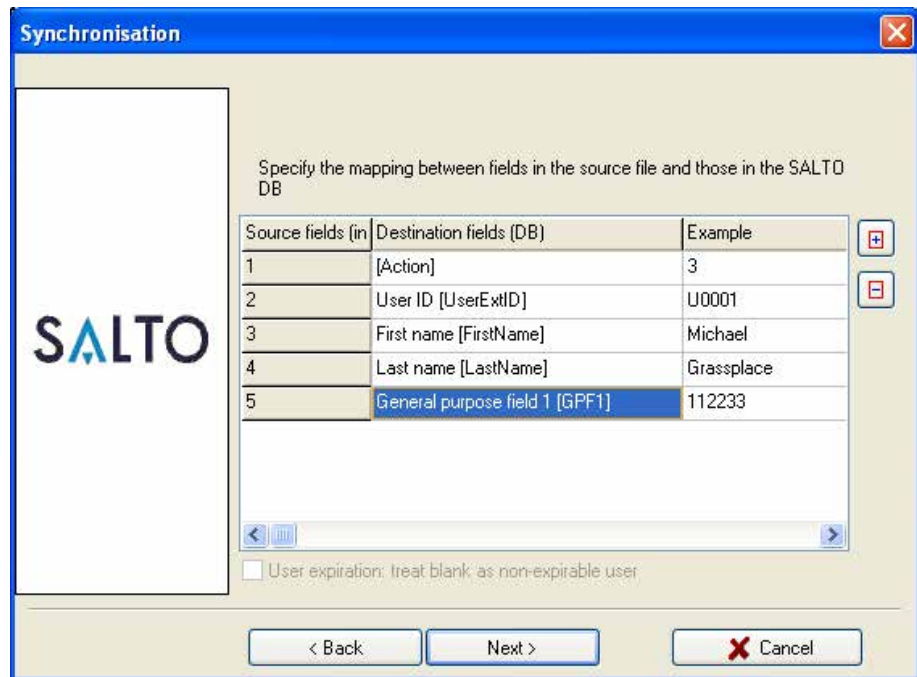 Synchronisation
SALTO
Specify the mapping between fields in the source file and those in the SALTO
DB
Source fields (in Destination fields (DB) Example
1 [Action] 3
2 User ID [UserExtID] U0001
3 First name [FirstName] Michael
4 Last name [LastName] Grassplace
5 General purpose field 1 [GPF1] 112233
User expiration: treat blank as non-expirable user
< Back Next > Cancel